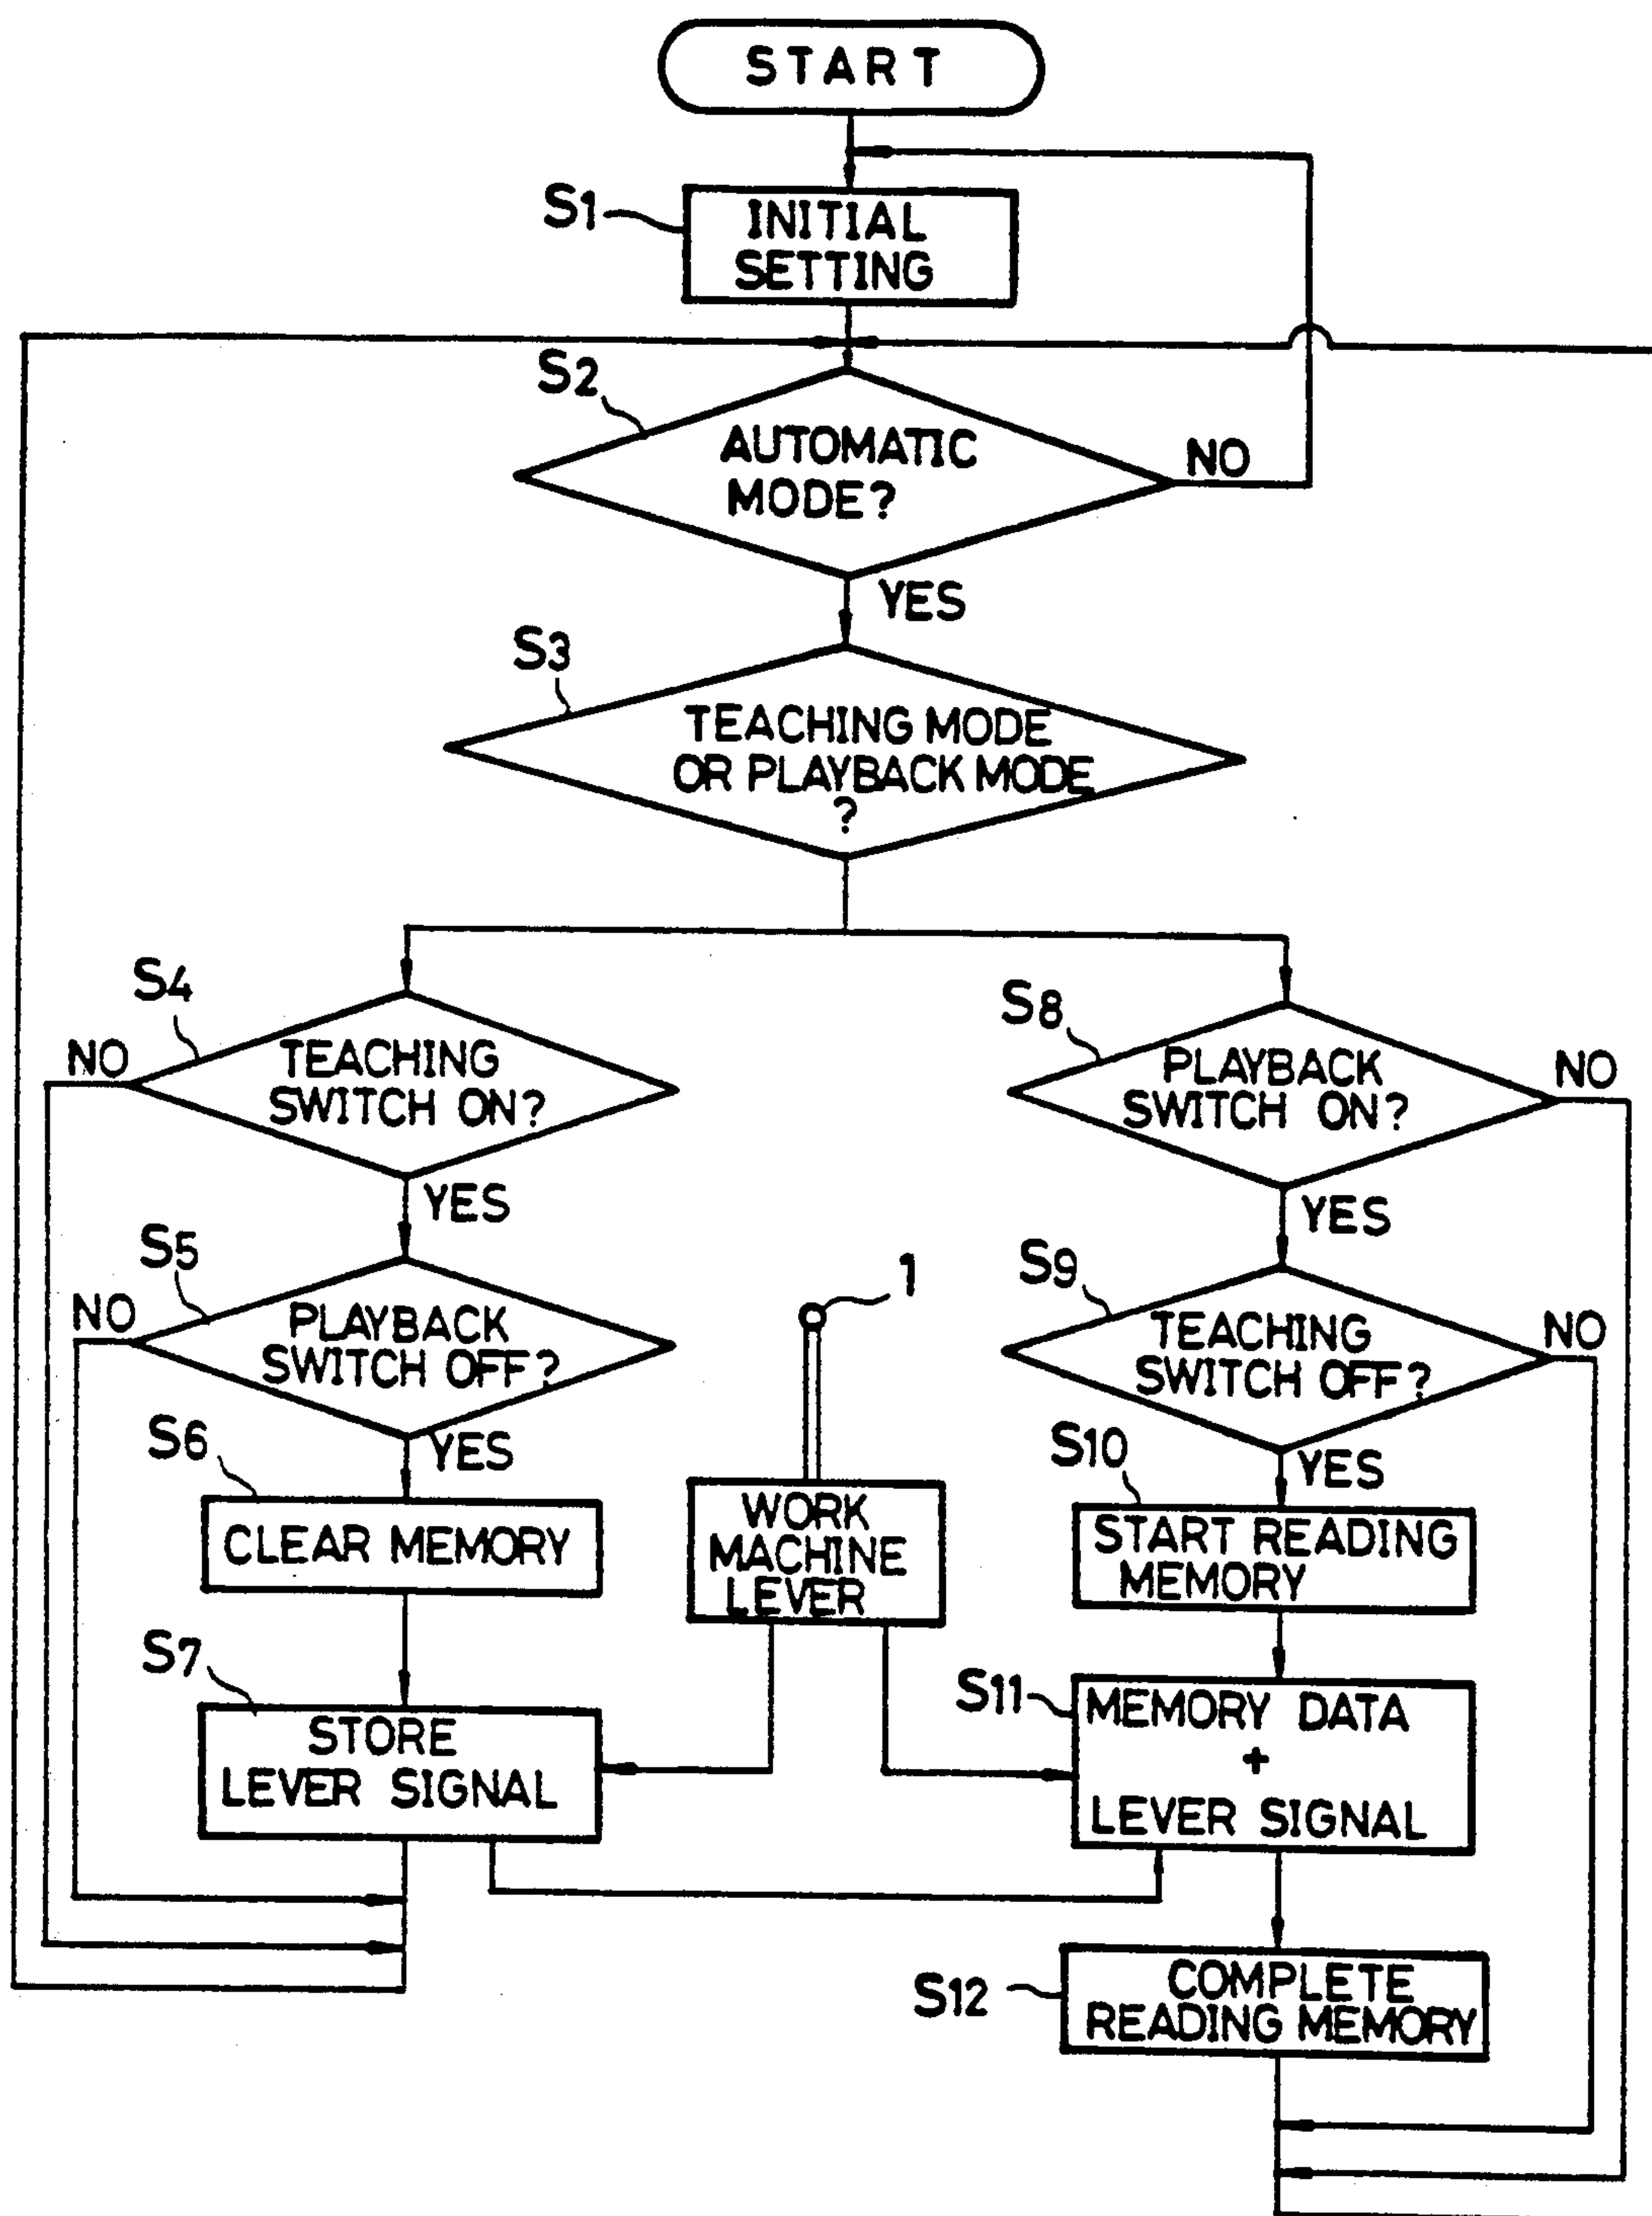 START
S1
INITIAL
SETTING
S2
AUTOMATIC
MODE?
NO
YES
S3
TEACHING MODE
OR PLAYBACK MODE
?
S4
NO
TEACHING
SWITCH ON?
YES
S8
PLAYBACK
SWITCH ON?
NO
YES
S5
NO
PLAYBACK
SWITCH OFF?
YES
1
S9
TEACHING
SWITCH OFF?
NO
YES
S6
CLEAR MEMORY
WORK
MACHINE
LEVER
S10
START READING
MEMORY
S7
STORE
LEVER SIGNAL
S11
MEMORY DATA
+
LEVER SIGNAL
S12
COMPLETE
READING MEMORY